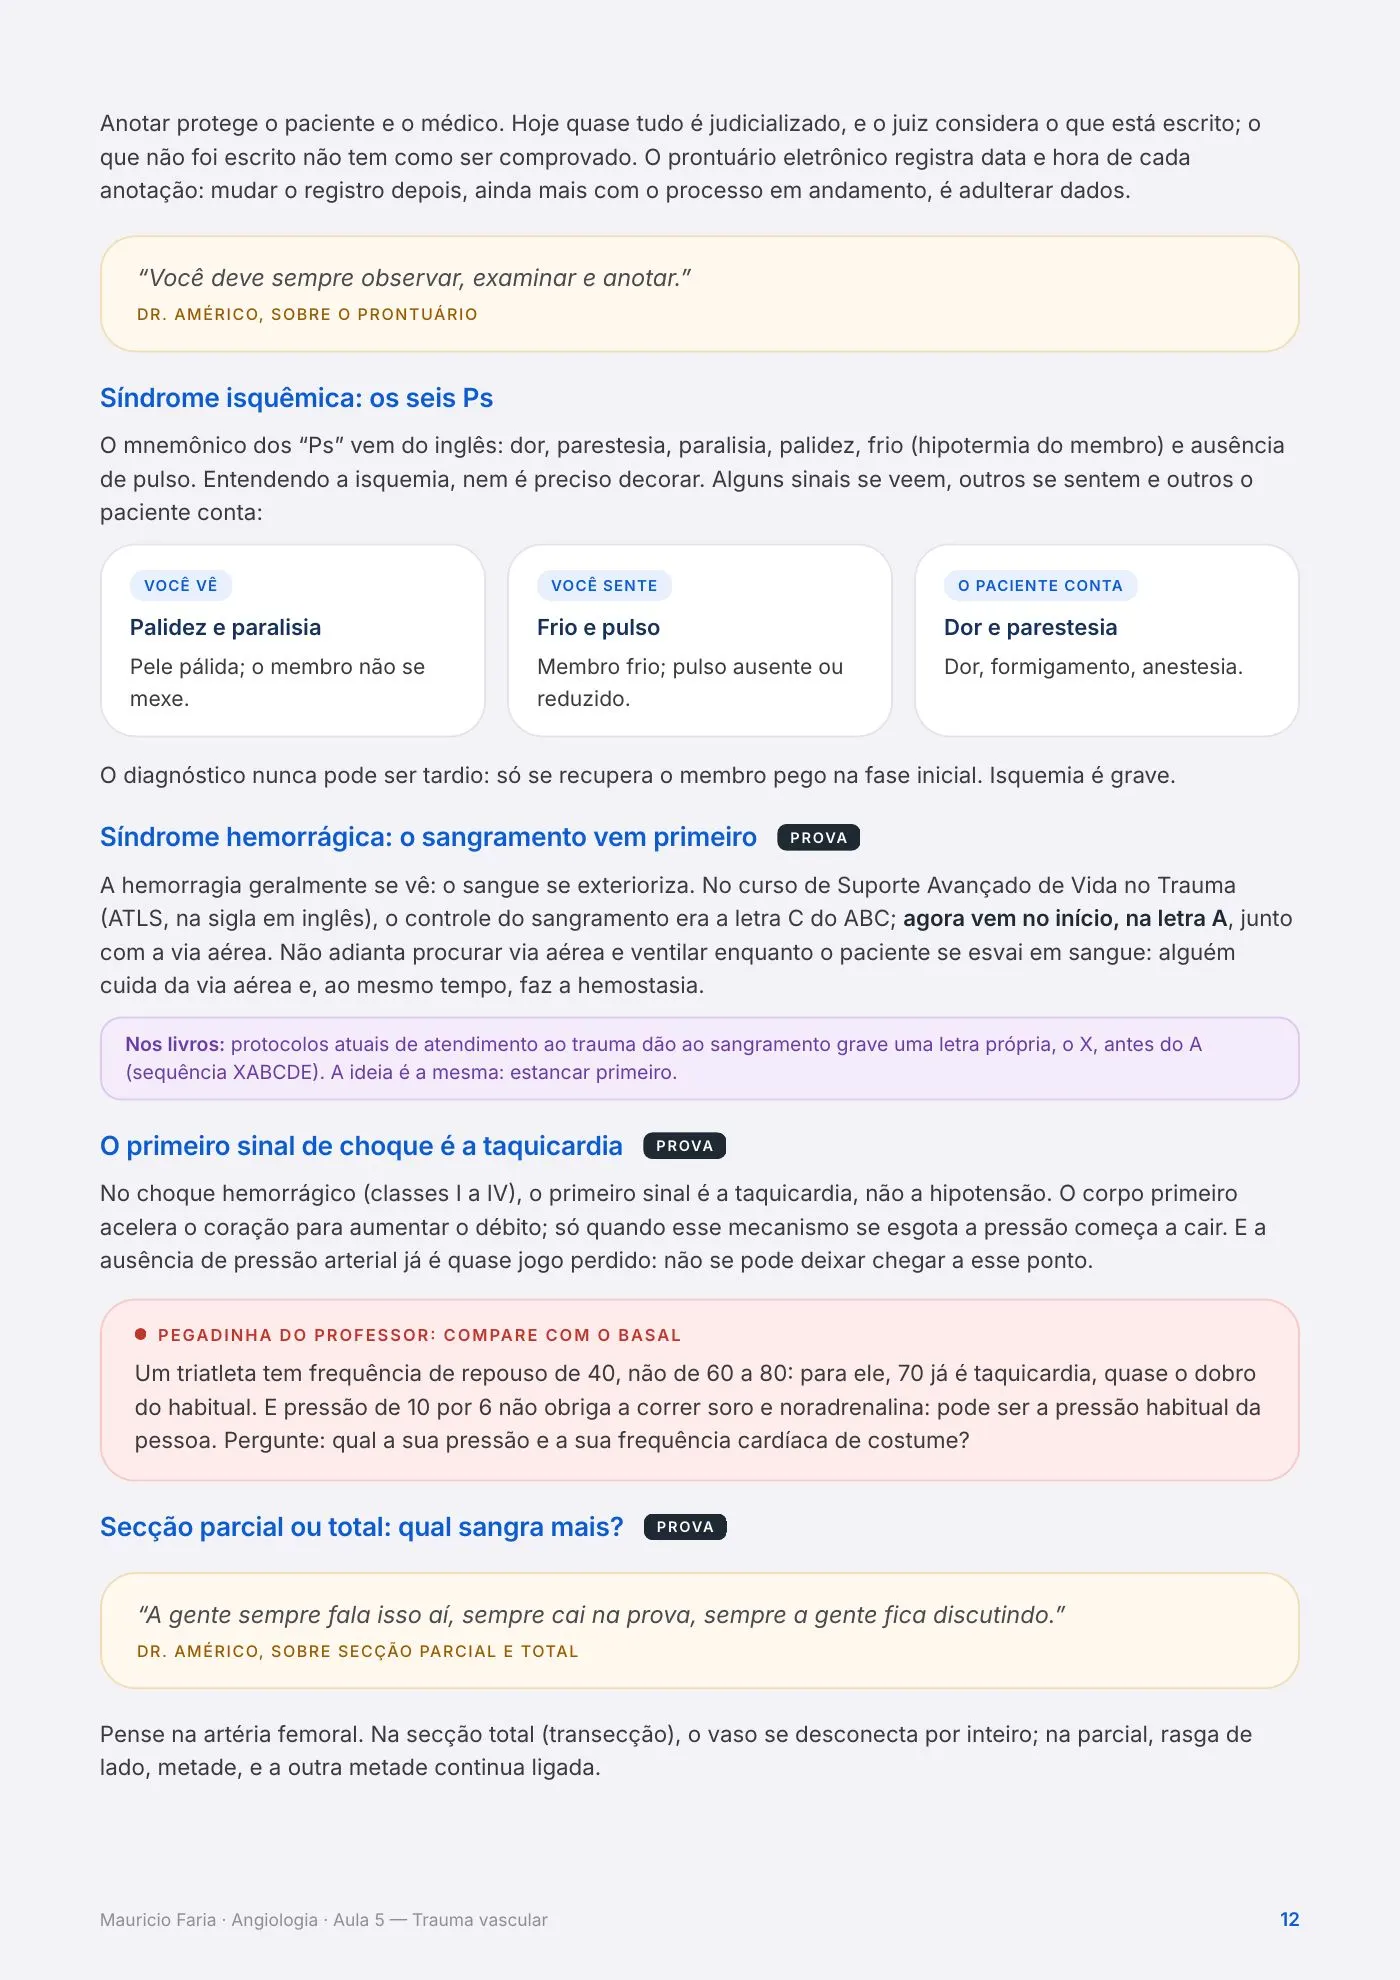 Anotar protege o paciente e o médico. Hoje quase tudo é judicializado, e o juiz considera o que está escrito; o
que não foi escrito não tem como ser comprovado. O prontuário eletrônico registra data e hora de cada
anotação: mudar o registro depois, ainda mais com o processo em andamento, é adulterar dados.
“Você deve sempre observar, examinar e anotar.”
DR. AMÉRICO, SOBRE O PRONTUÁRIO
Síndrome isquêmica: os seis Ps
O mnemônico dos “Ps” vem do inglês: dor, parestesia, paralisia, palidez, frio (hipotermia do membro) e ausência
de pulso. Entendendo a isquemia, nem é preciso decorar. Alguns sinais se veem, outros se sentem e outros o
paciente conta:
VOCÊ VÊ
Palidez e paralisia
Pele pálida; o membro não se
mexe.
VOCÊ SENTE
Frio e pulso
Membro frio; pulso ausente ou
reduzido.
O PACIENTE CONTA
Dor e parestesia
Dor, formigamento, anestesia.
O diagnóstico nunca pode ser tardio: só se recupera o membro pego na fase inicial. Isquemia é grave.
Síndrome hemorrágica: o sangramento vem primeiro PROVA
A hemorragia geralmente se vê: o sangue se exterioriza. No curso de Suporte Avançado de Vida no Trauma
(ATLS, na sigla em inglês), o controle do sangramento era a letra C do ABC; agora vem no início, na letra A, junto
com a via aérea. Não adianta procurar via aérea e ventilar enquanto o paciente se esvai em sangue: alguém
cuida da via aérea e, ao mesmo tempo, faz a hemostasia.
Nos livros: protocolos atuais de atendimento ao trauma dão ao sangramento grave uma letra própria, o X, antes do A
(sequência XABCDE). A ideia é a mesma: estancar primeiro.
O primeiro sinal de choque é a taquicardia PROVA
No choque hemorrágico (classes I a IV), o primeiro sinal é a taquicardia, não a hipotensão. O corpo primeiro
acelera o coração para aumentar o débito; só quando esse mecanismo se esgota a pressão começa a cair. E a
ausência de pressão arterial já é quase jogo perdido: não se pode deixar chegar a esse ponto.
PEGADINHA DO PROFESSOR: COMPARE COM O BASAL
Um triatleta tem frequência de repouso de 40, não de 60 a 80: para ele, 70 já é taquicardia, quase o dobro
do habitual. E pressão de 10 por 6 não obriga a correr soro e noradrenalina: pode ser a pressão habitual da
pessoa. Pergunte: qual a sua pressão e a sua frequência cardíaca de costume?
Secção parcial ou total: qual sangra mais? PROVA
“A gente sempre fala isso aí, sempre cai na prova, sempre a gente fica discutindo.”
DR. AMÉRICO, SOBRE SECÇÃO PARCIAL E TOTAL
Pense na artéria femoral. Na secção total (transecção), o vaso se desconecta por inteiro; na parcial, rasga de
lado, metade, e a outra metade continua ligada.
Mauricio Faria · Angiologia · Aula 5 — Trauma vascular
12